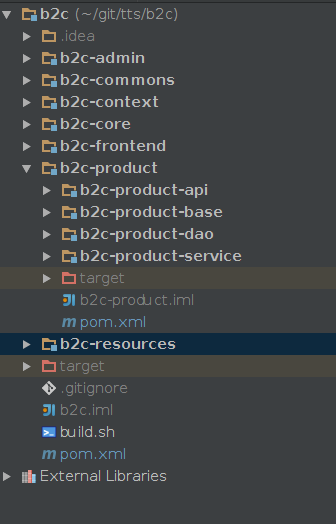 b2c (~/git/tts/b2c)
.idea
b2c-admin
b2c-commons
b2c-context
b2c-core
b2c-frontend
b2c-product
b2c-product-api
b2c-product-base
b2c-product-dao
b2c-product-service
target
b2c-product.iml
pom.xml
b2c-resources
target
.gitignore
b2c.iml
build.sh
pom.xml
External Libraries